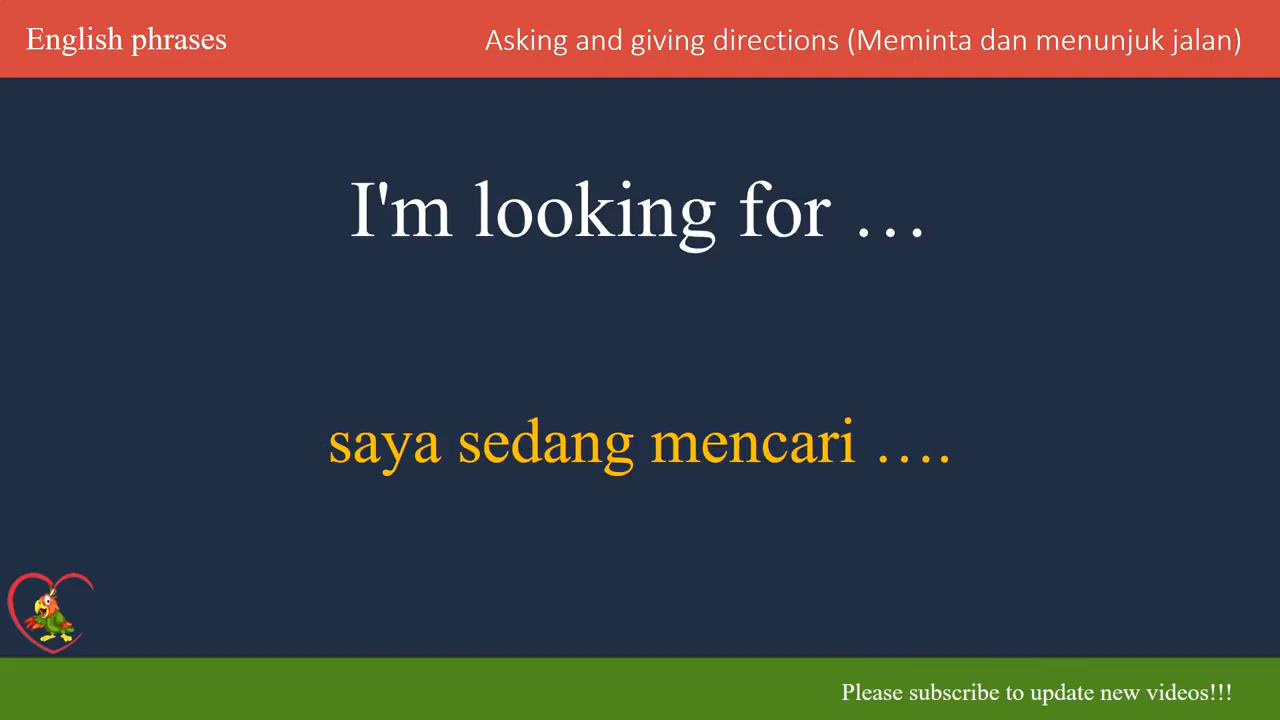 English phrases
Asking and giving directions (Meminta dan menunjuk jalan)
I'm looking for …
saya sedang mencari ….
Please subscribe to update new videos!!!